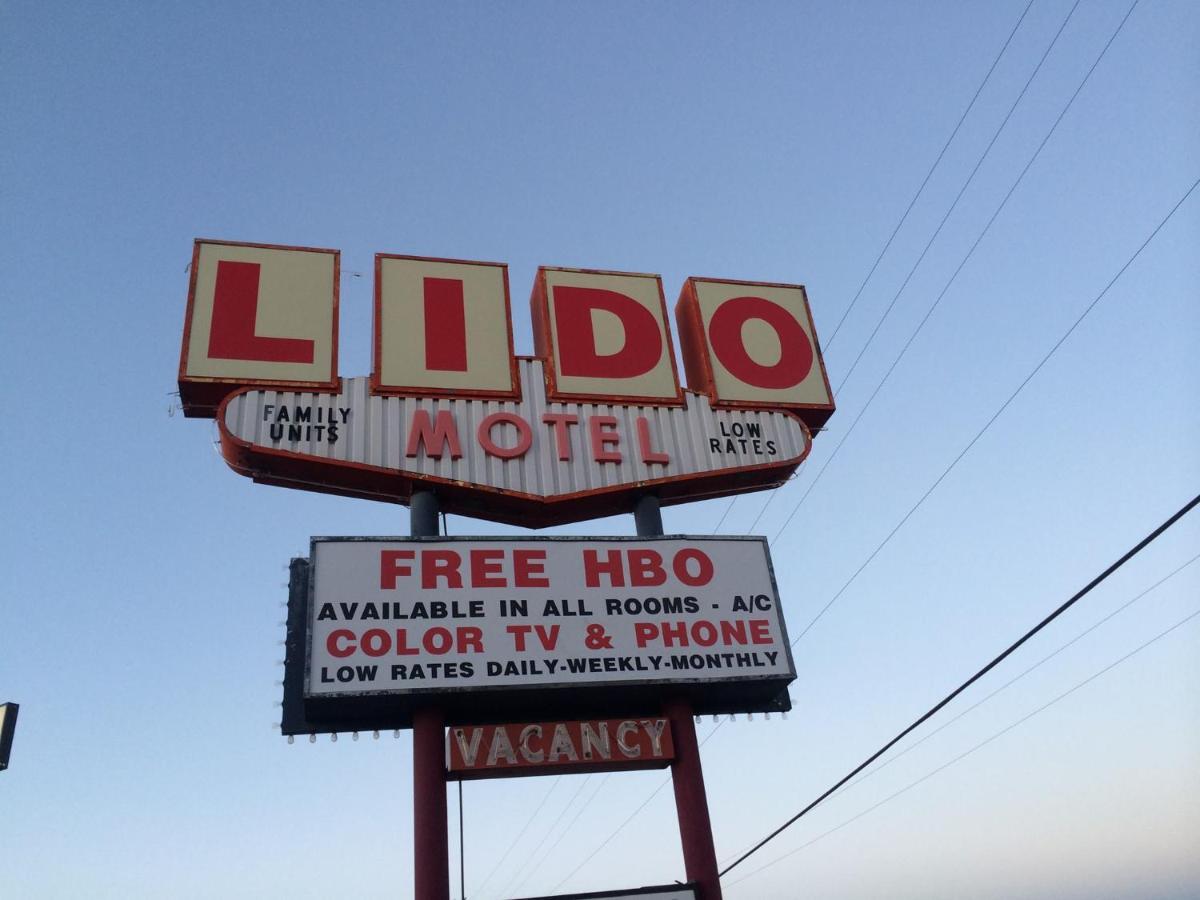 LIDO
FAMILY
UNITS
MOTEL
LOW
RATES
FREE HBO
AVAILABLE IN ALL ROOMS - A/C
COLOR TV & PHONE
LOW RATES DAILY-WEEKLY-MONTHLY
VACANCY